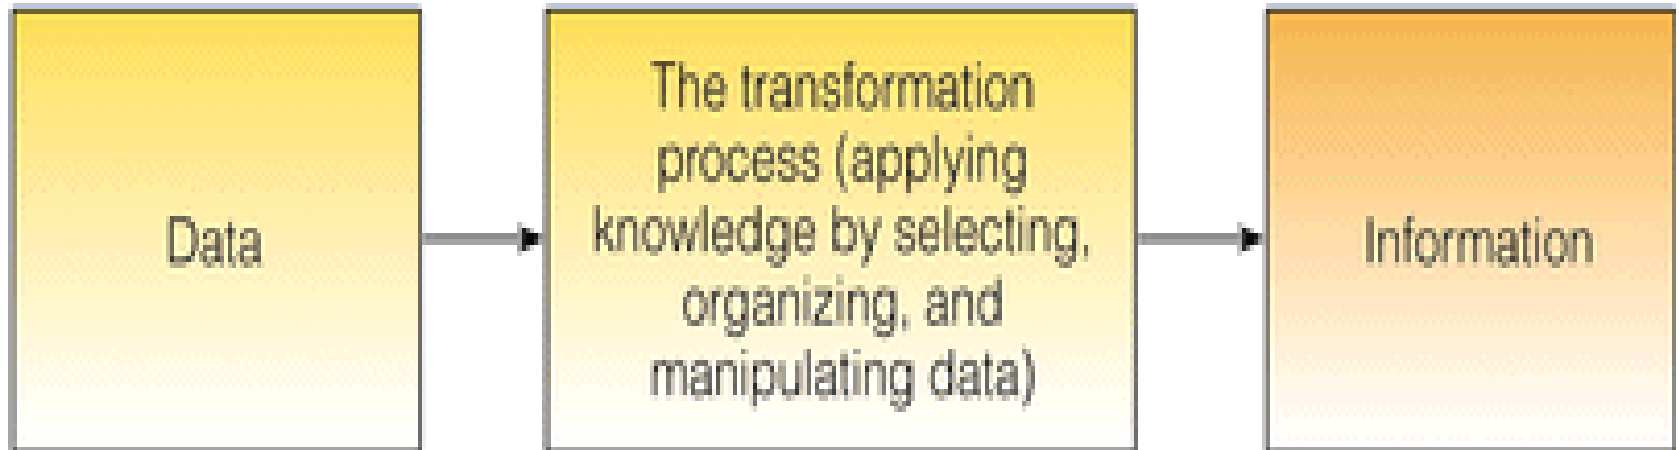 Data
The transformation
process (applying
knowledge by selecting,
organizing, and
manipulating data)
Information